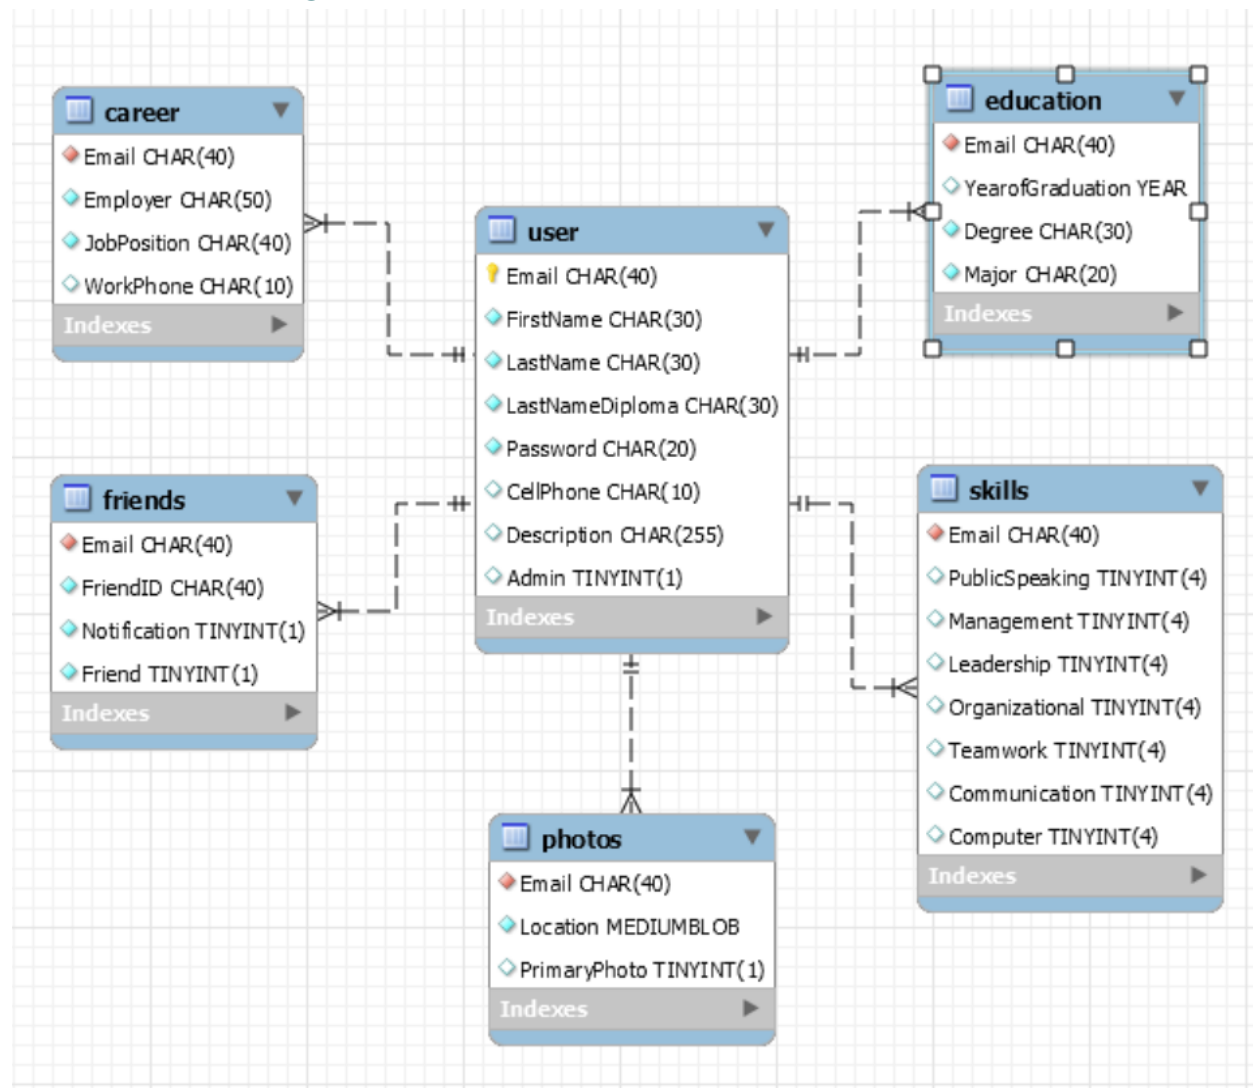 career
Email CHAR(40)
Employer CHAR(50)
JobPosition CHAR(40)
WorkPhone CHAR(10)
Indexes
education
Email CHAR(40)
YearofGraduation YEAR
Degree CHAR(30)
Major CHAR(20)
Indexes
user
Email CHAR(40)
FirstName CHAR(30)
LastName CHAR(30)
LastNameDiploma CHAR(30)
Password CHAR(20)
CellPhone CHAR(10)
Description CHAR(255)
Admin TINYINT(1)
Indexes
friends
Email CHAR(40)
FriendID CHAR(40)
Notification TINYINT(1)
Friend TINYINT(1)
Indexes
skills
Email CHAR(40)
PublicSpeaking TINYINT(4)
Management TINYINT(4)
Leadership TINYINT(4)
Organizational TINYINT(4)
Teamwork TINYINT(4)
Communication TINYINT(4)
Computer TINYINT(4)
Indexes
photos
Email CHAR(40)
Location MEDIUMBLOB
PrimaryPhoto TINYINT(1)
Indexes